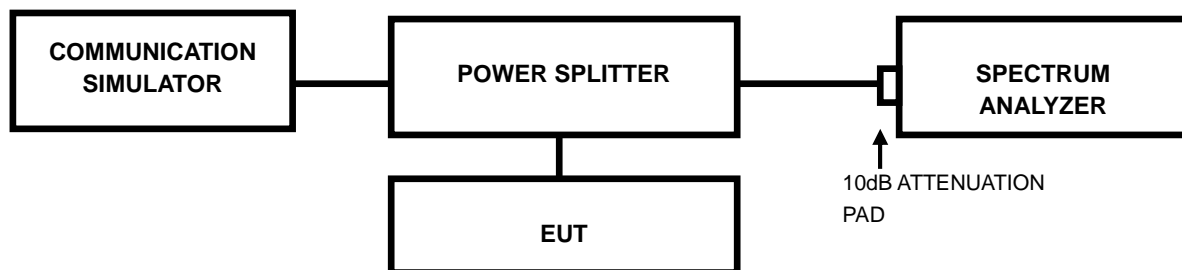 COMMUNICATION
SIMULATOR
POWER SPLITTER
SPECTRUM
ANALYZER
10dB ATTENUATION
PAD
EUT